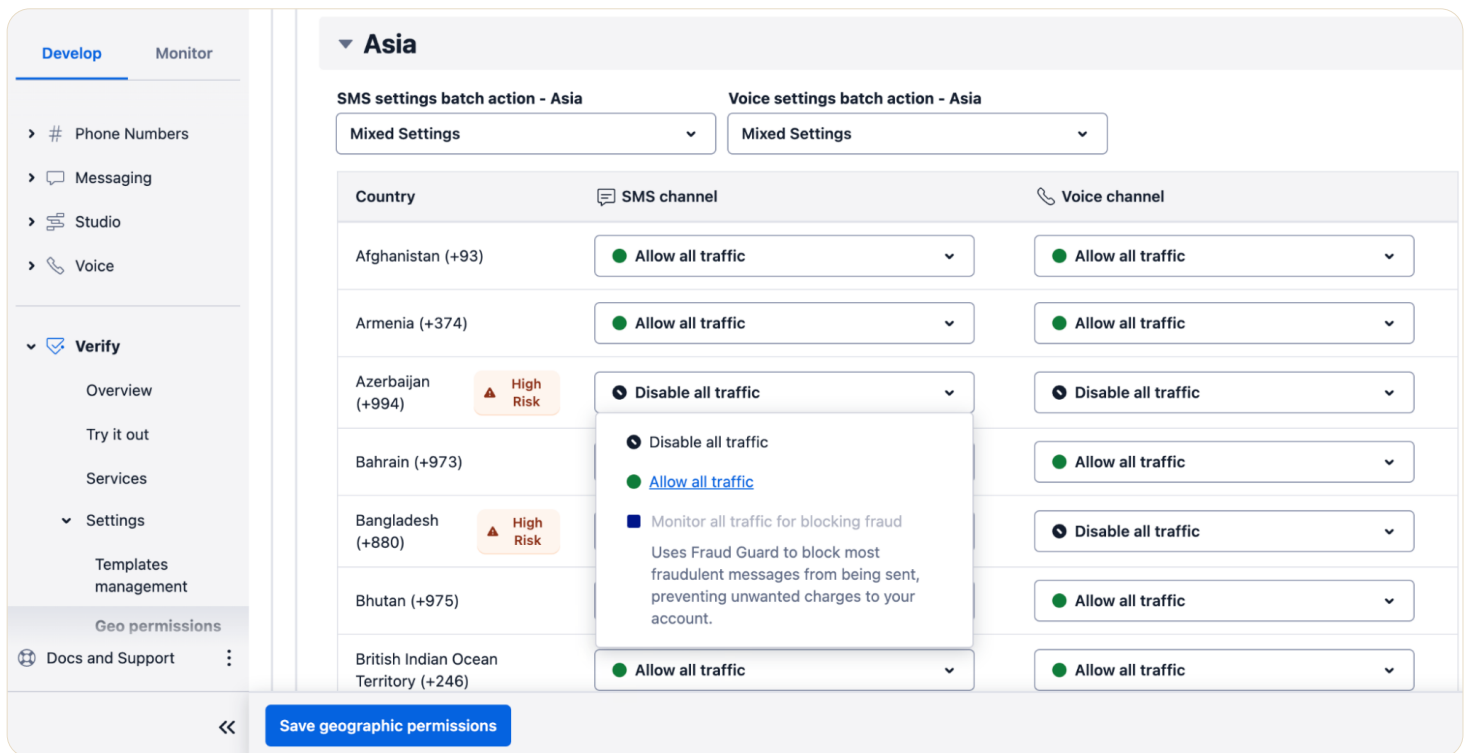 Develop
Monitor
Phone Numbers
Messaging
Studio
Voice
Verify
Overview
Try it out
Services
Settings
Templates
management
Geo permissions
Docs and Support
Asia
SMS settings batch action - Asia
Voice settings batch action - Asia
Mixed Settings
Mixed Settings
Country
SMS channel
Voice channel
Afghanistan (+93)
Allow all traffic
Allow all traffic
Armenia (+374)
Allow all traffic
Allow all traffic
Azerbaijan
(+994)
High
Risk
Disable all traffic
Disable all traffic
Disable all traffic
Allow all traffic
Monitor all traffic for blocking fraud
Uses Fraud Guard to block most
fraudulent messages from being sent,
preventing unwanted charges to your
account.
Bahrain (+973)
Allow all traffic
Bangladesh
(+880)
High
Risk
Disable all traffic
Bhutan (+975)
Allow all traffic
British Indian Ocean
Territory (+246)
Allow all traffic
Allow all traffic
Save geographic permissions